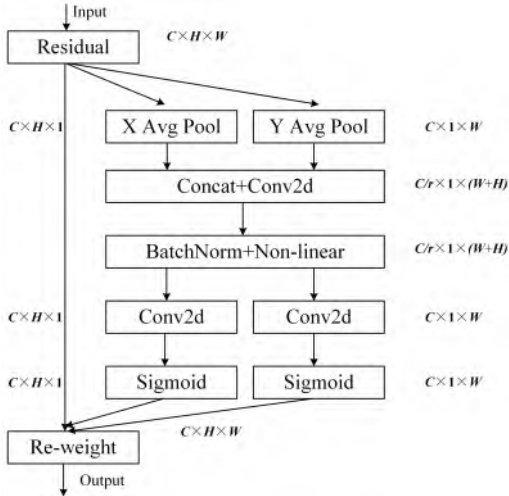 Input
Residual
C×H×W
C×H×1
X Avg Pool
Y Avg Pool
C×1×W
Concat+Conv2d
C/r×1×(W+H)
BatchNorm+Non-linear
C/r×1×(W+H)
C×H×1
Conv2d
Conv2d
C×1×W
C×H×1
Sigmoid
Sigmoid
C×1×W
Re-weight
C×H×W
Output